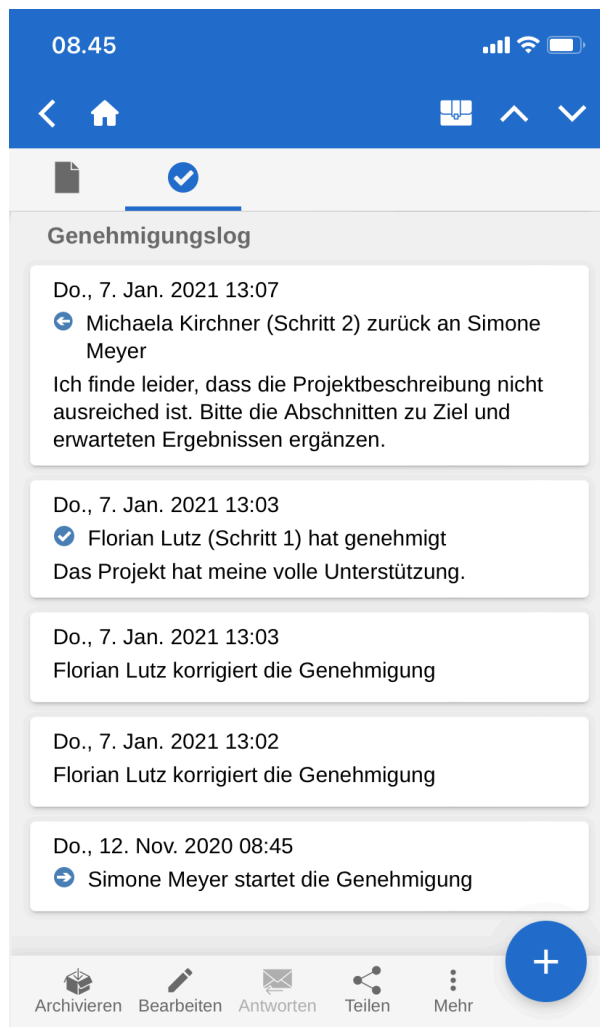 08.45
Genehmigungslog
Do., 7. Jan. 2021 13:07
Michaela Kirchner (Schritt 2) zurück an Simone
Meyer
Ich finde leider, dass die Projektbeschreibung nicht
ausreiched ist. Bitte die Abschnitten zu Ziel und
erwarteten Ergebnissen ergänzen.
Do., 7. Jan. 2021 13:03
Florian Lutz (Schritt 1) hat genehmigt
Das Projekt hat meine volle Unterstützung.
Do., 7. Jan. 2021 13:03
Florian Lutz korrigiert die Genehmigung
Do., 7. Jan. 2021 13:02
Florian Lutz korrigiert die Genehmigung
Do., 12. Nov. 2020 08:45
Simone Meyer startet die Genehmigung
Archivieren Bearbeiten Antworten Teilen Mehr